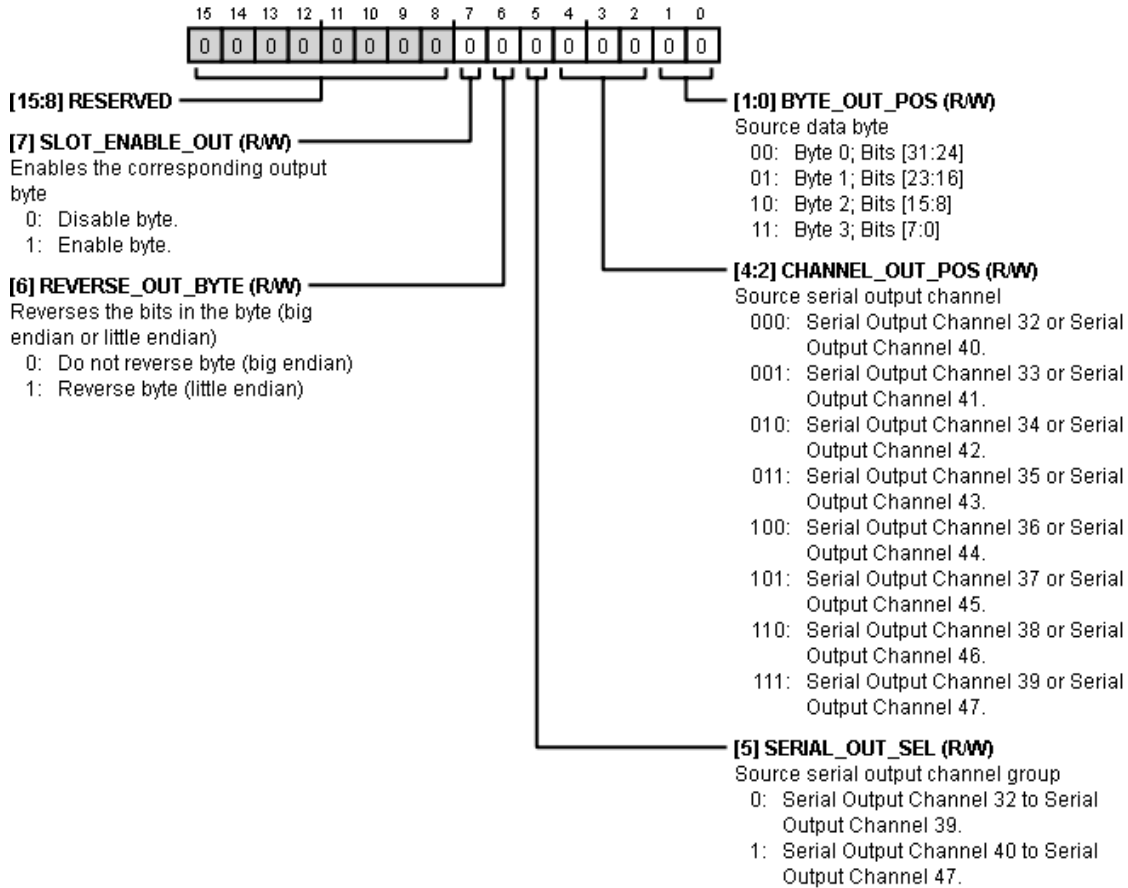 15 14 13 12 11 10 9 8 7 6 5 4 3 2 1 0
0 0 0 0 0 0 0 0 0 0 0 0 0 0 0 0
[15:8] RESERVED
[7] SLOT_ENABLE_OUT (R/W)
Enables the corresponding output
byte
0: Disable byte.
1: Enable byte.
[6] REVERSE_OUT_BYTE (R/W)
Reverses the bits in the byte (big
endian or little endian)
0: Do not reverse byte (big endian)
1: Reverse byte (little endian)
[1:0] BYTE_OUT_POS (R/W)
Source data byte
00: Byte 0; Bits [31:24]
01: Byte 1; Bits [23:16]
10: Byte 2; Bits [15:8]
11: Byte 3; Bits [7:0]
[4:2] CHANNEL_OUT_POS (R/W)
Source serial output channel
000: Serial Output Channel 32 or Serial
Output Channel 40.
001: Serial Output Channel 33 or Serial
Output Channel 41.
010: Serial Output Channel 34 or Serial
Output Channel 42.
011: Serial Output Channel 35 or Serial
Output Channel 43.
100: Serial Output Channel 36 or Serial
Output Channel 44.
101: Serial Output Channel 37 or Serial
Output Channel 45.
110: Serial Output Channel 38 or Serial
Output Channel 46.
111: Serial Output Channel 39 or Serial
Output Channel 47.
[5] SERIAL_OUT_SEL (R/W)
Source serial output channel group
0: Serial Output Channel 32 to Serial
Output Channel 39.
1: Serial Output Channel 40 to Serial
Output Channel 47.